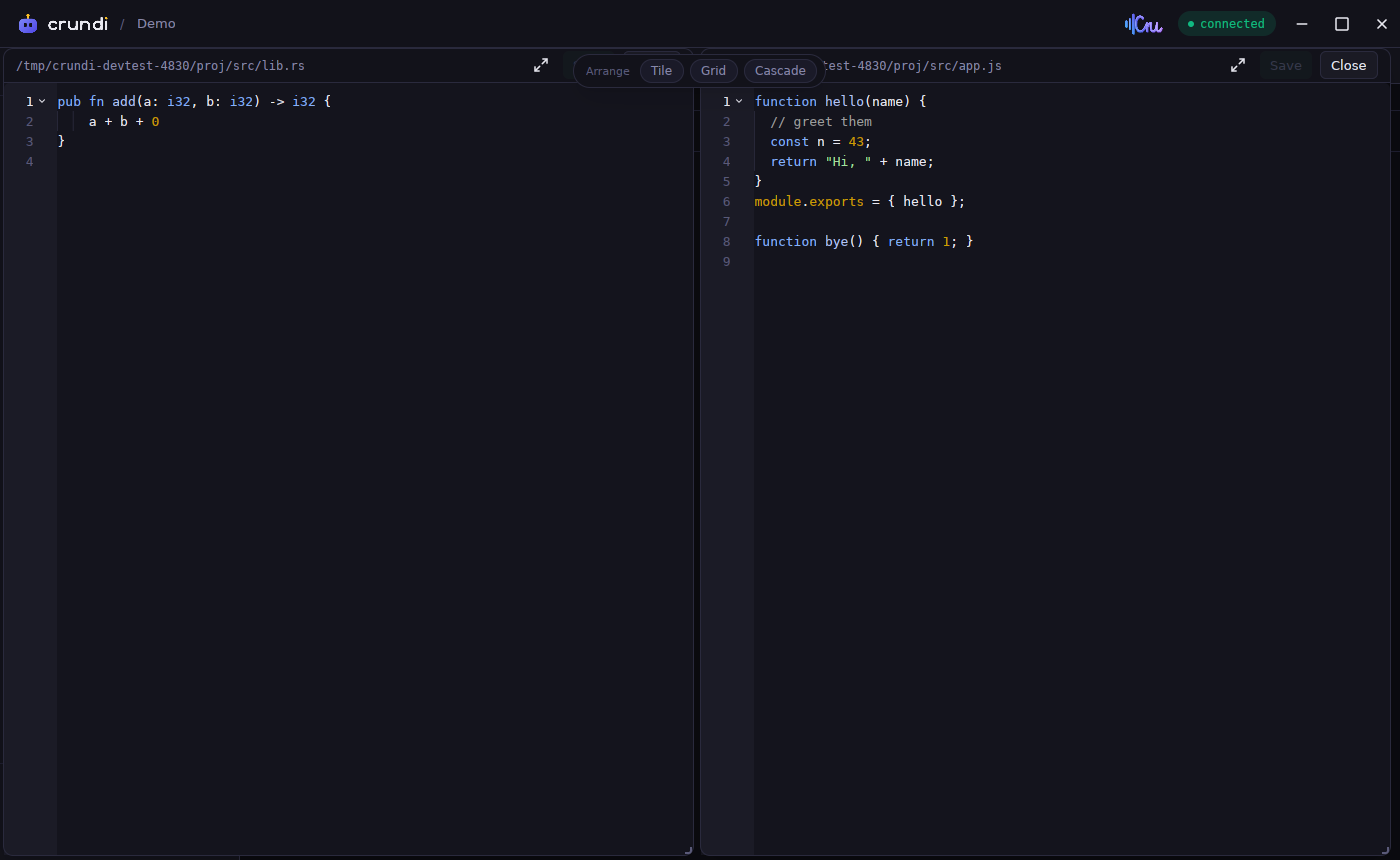 crundi / Demo
Cru
connected
/tmp/crundi-devtest-4830/proj/src/lib.rs
Arrange Tile Grid Cascade
test-4830/proj/src/app.js
Save Close
1 pub fn add(a: i32, b: i32) -> i32 {
2     a + b + 0
3 }
4
1 function hello(name) {
2   // greet them
3   const n = 43;
4   return "Hi, " + name;
5 }
6 module.exports = { hello };
7
8 function bye() { return 1; }
9